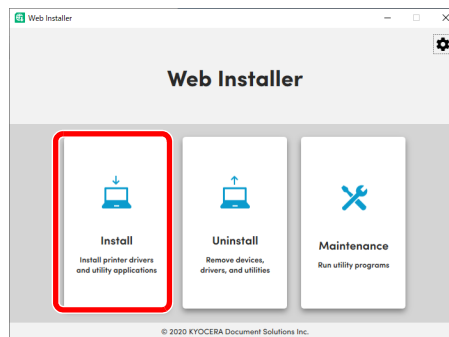 Web Installer
Web Installer
Install
Install printer drivers
and utility applications
Uninstall
Remove devices,
drivers, and utilities
Maintenance
Run utility programs
© 2020 KYOCERA Document Solutions Inc.